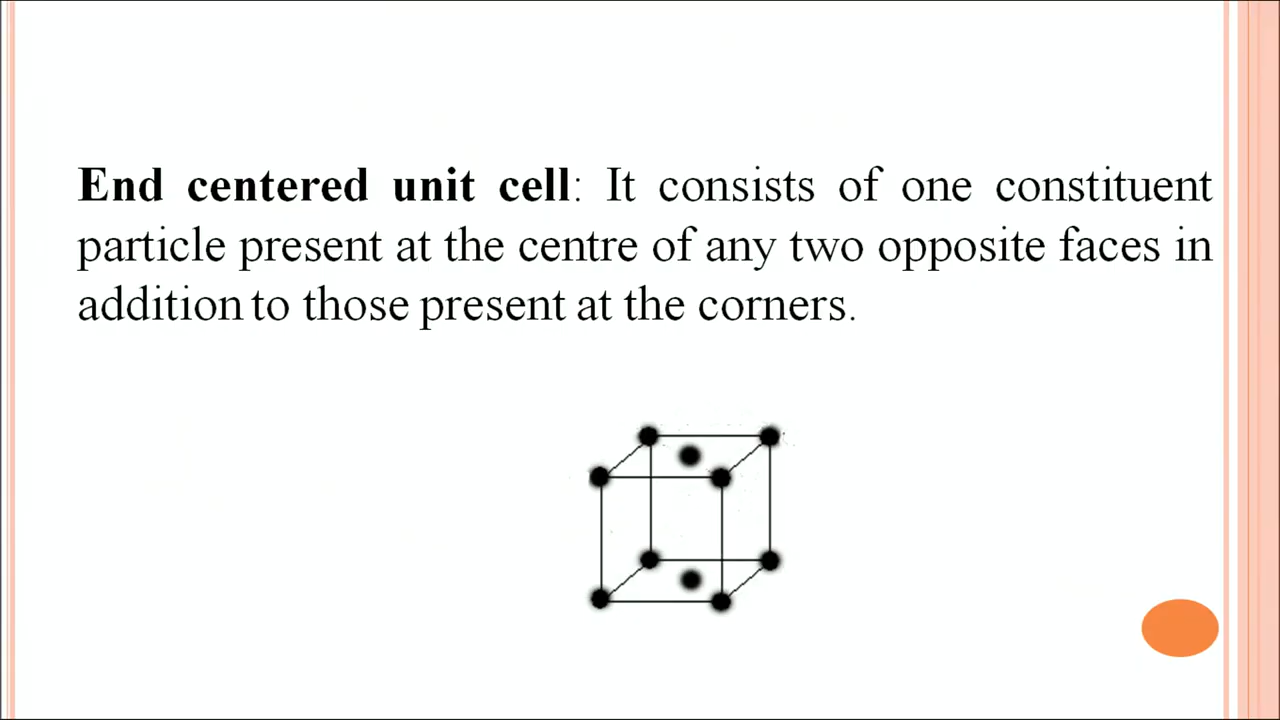 End centered unit cell: It consists of one constituent
particle present at the centre of any two opposite faces in
addition to those present at the corners.